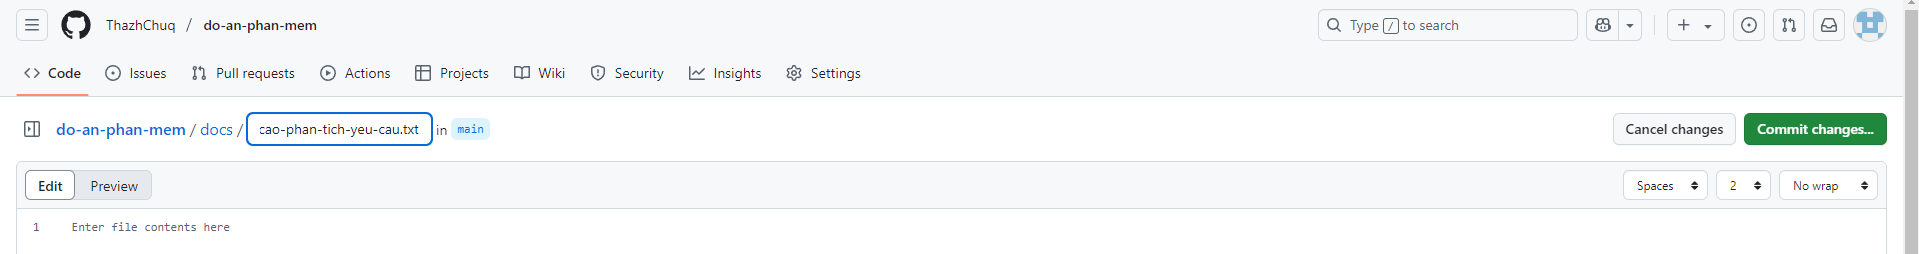 ThazhChuq / do-an-phan-mem
Type / to search
Code Issues Pull requests Actions Projects Wiki Security Insights Settings
do-an-phan-mem / docs / cao-phan-tich-yeu-cau.txt in main
Cancel changes Commit changes...
Edit Preview
Spaces 2 No wrap
1 Enter file contents here